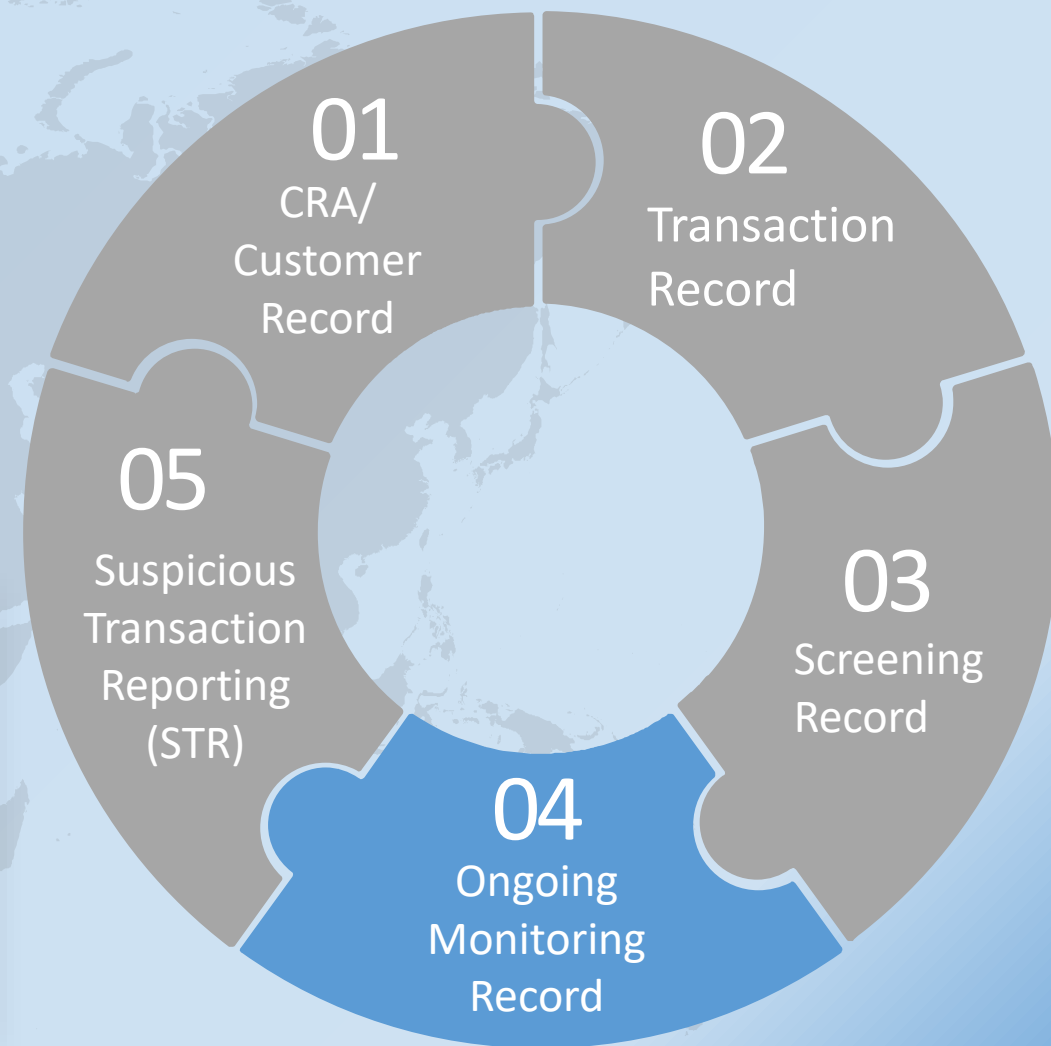 01
CRA/
Customer
Record
02
Transaction
Record
03
Screening
Record
04
Ongoing
Monitoring
Record
05
Suspicious
Transaction
Reporting
(STR)